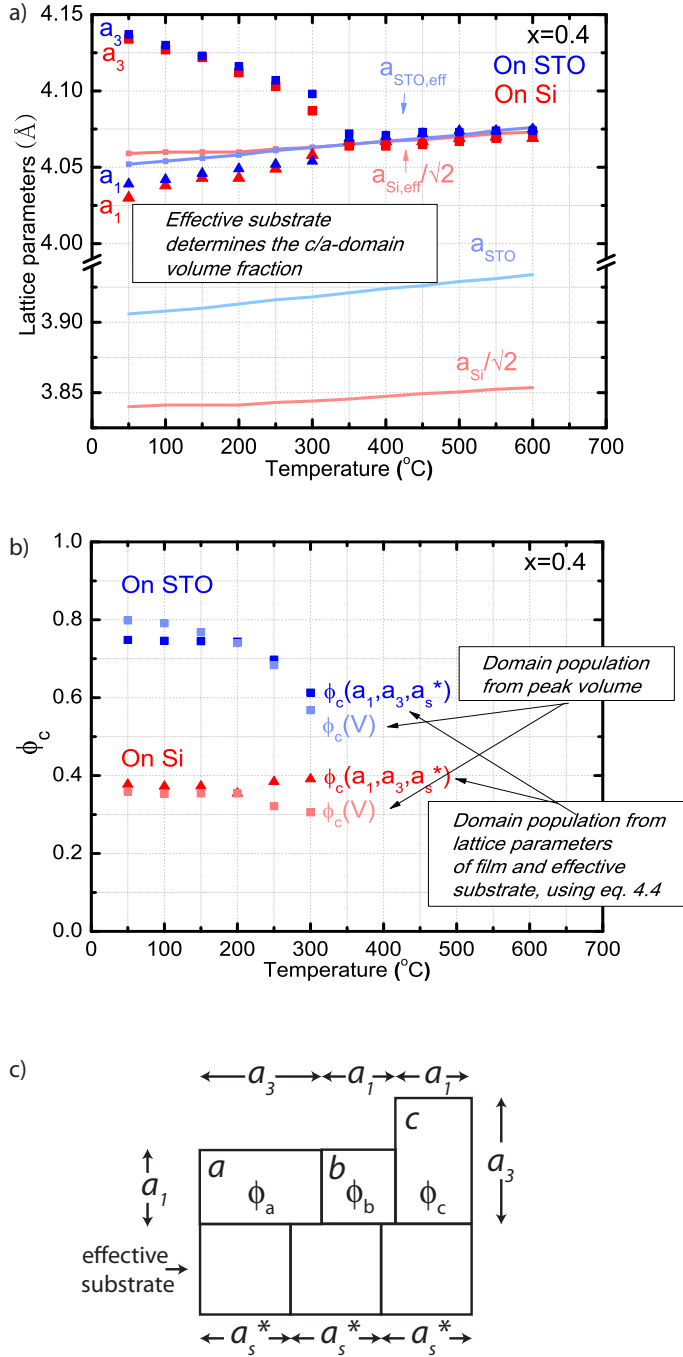 a)
4.15
4.10
4.05
4.00
3.90
3.85
Lattice parameters (Å)
a3
a3
a1
a1
x=0.4
On STO
On Si
aSTO,eff
aSi,eff/√2
Effective substrate
determines the c/a-domain
volume fraction
aSTO
aSi/√2
0 100 200 300 400 500 600 700
Temperature (°C)
b)
1.0
0.8
0.6
0.4
0.2
0.0
ϕc
x=0.4
On STO
On Si
Domain population
from peak volume
ϕc(a1,a3,as*)
ϕc(V)
ϕc(a1,a3,as*)
ϕc(V)
Domain population from
lattice parameters
of film and effective
substrate, using eq. 4.4
0 100 200 300 400 500 600 700
Temperature (°C)
c)
a3 a1 a1
a1
a b c
ϕa ϕb ϕc
a3
effective
substrate
as* as* as*